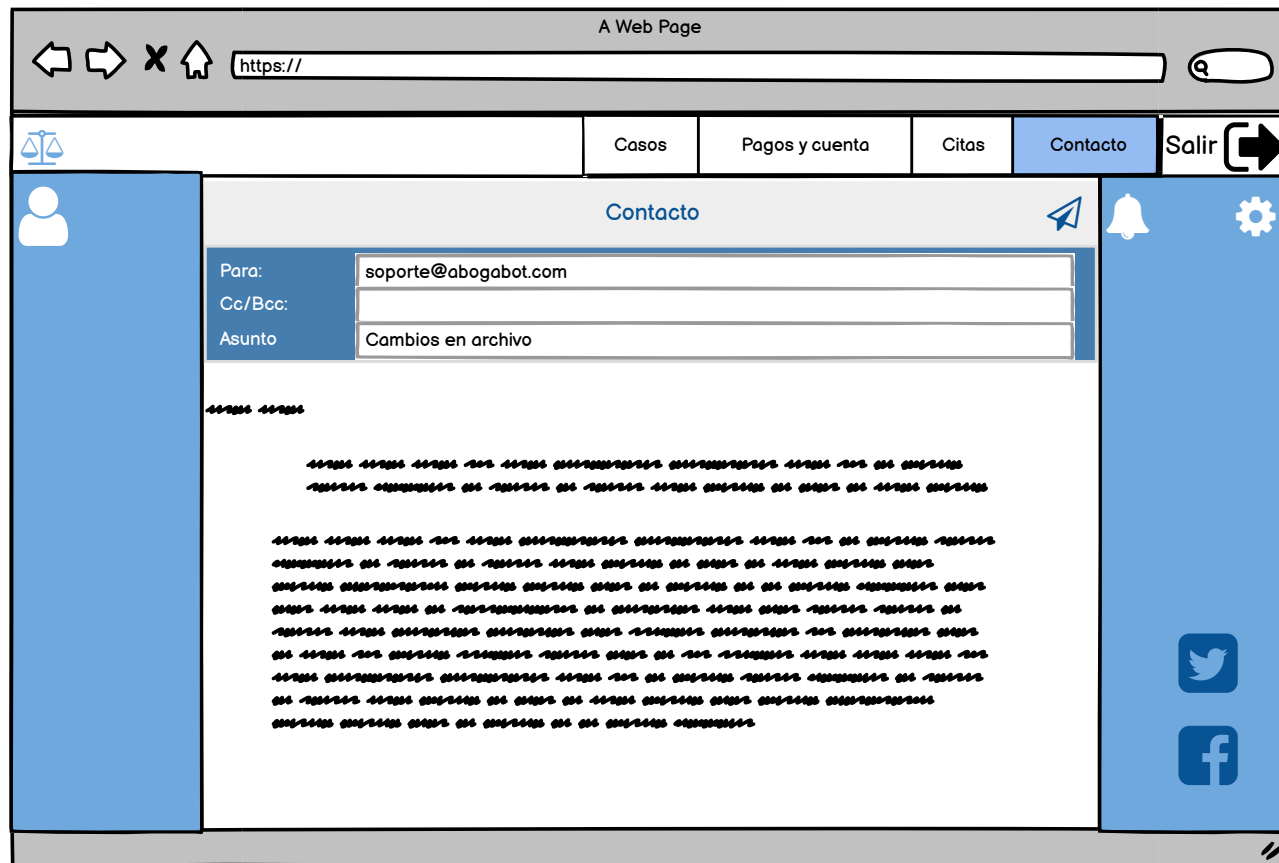 A Web Page
https://
Casos
Pagos y cuenta
Citas
Contacto
Salir
Contacto
Para:
soporte@abogabot.com
Cc/Bcc:
Asunto
Cambios en archivo